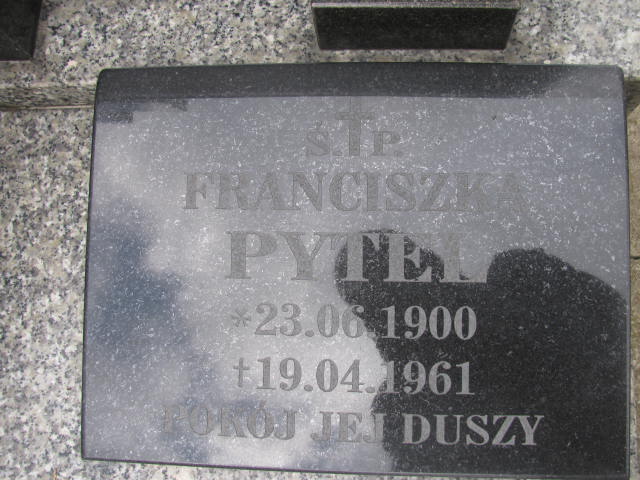 Ś.†P.
FRANCISZKA
PYTEL
*23.06.1900
†19.04.1961
POKÓJ JEJ DUSZY